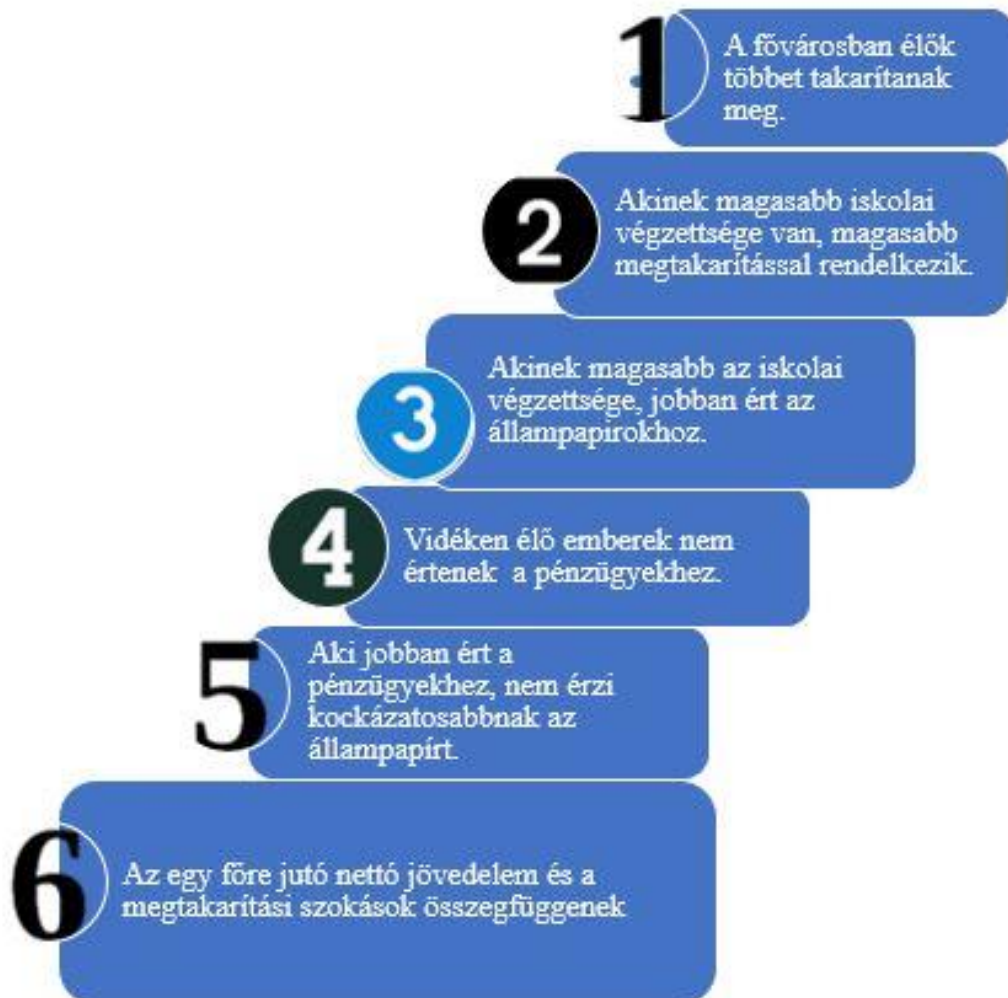 1
A fővárosban élők
többet takarítanak
meg.
2
Akinek magasabb iskolai
végzettsége van, magasabb
megtakarítással rendelkezik.
3
Akinek magasabb az iskolai
végzettsége, jobban ért az
állampapirokhoz.
4
Vidéken élő emberek nem
értenek a pénzügyekhez.
5
Aki jobban ért a
pénzügyekhez, nem érzi
kockázatosabbnak az
állampapírt.
6
Az egy főre jutó nettó jövedelem és a
megtakarítási szokások összegfüggenek